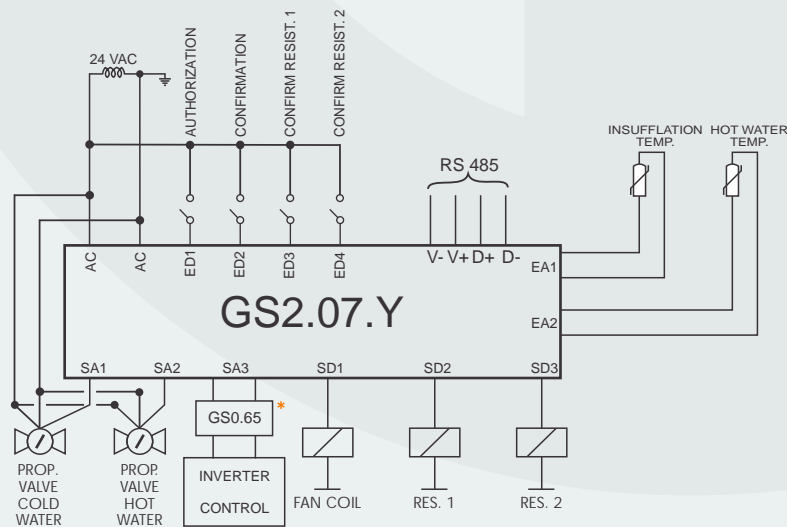 24 VAC
AUTHORIZATION
CONFIRMATION
CONFIRM RESIST. 1
CONFIRM RESIST. 2
RS 485
INSUFFLATION
TEMP.
HOT WATER
TEMP.
AC
AC
ED1
ED2
ED3
ED4
V- V+ D+ D-
EA1
EA2
GS2.07.Y
SA1
SA2
SA3
SD1
SD2
SD3
GS0.65 *
INVERTER
CONTROL
PROP.
VALVE
COLD
WATER
PROP.
VALVE
HOT
WATER
FAN COIL
RES. 1
RES. 2